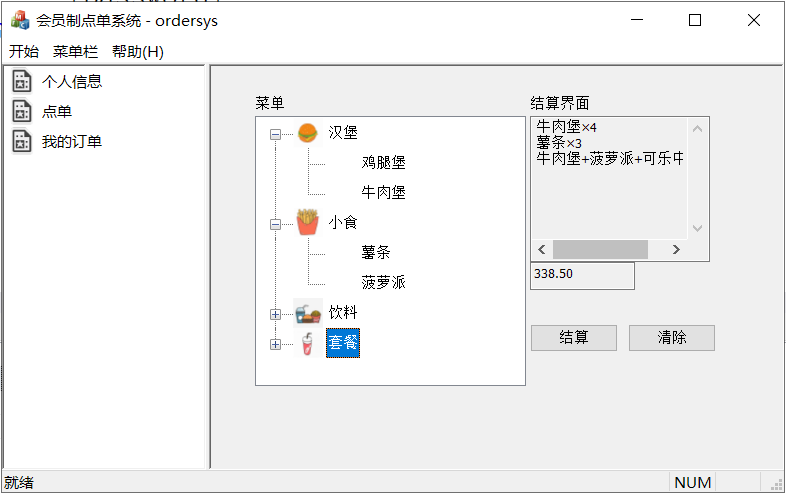 会员制点单系统 - ordersys
开始 菜单栏 帮助(H)
个人信息
点单
我的订单
菜单
汉堡
鸡腿堡
牛肉堡
小食
薯条
菠萝派
饮料
套餐
结算界面
牛肉堡×4
薯条×3
牛肉堡+菠萝派+可乐中
338.50
结算 清除
就绪 NUM